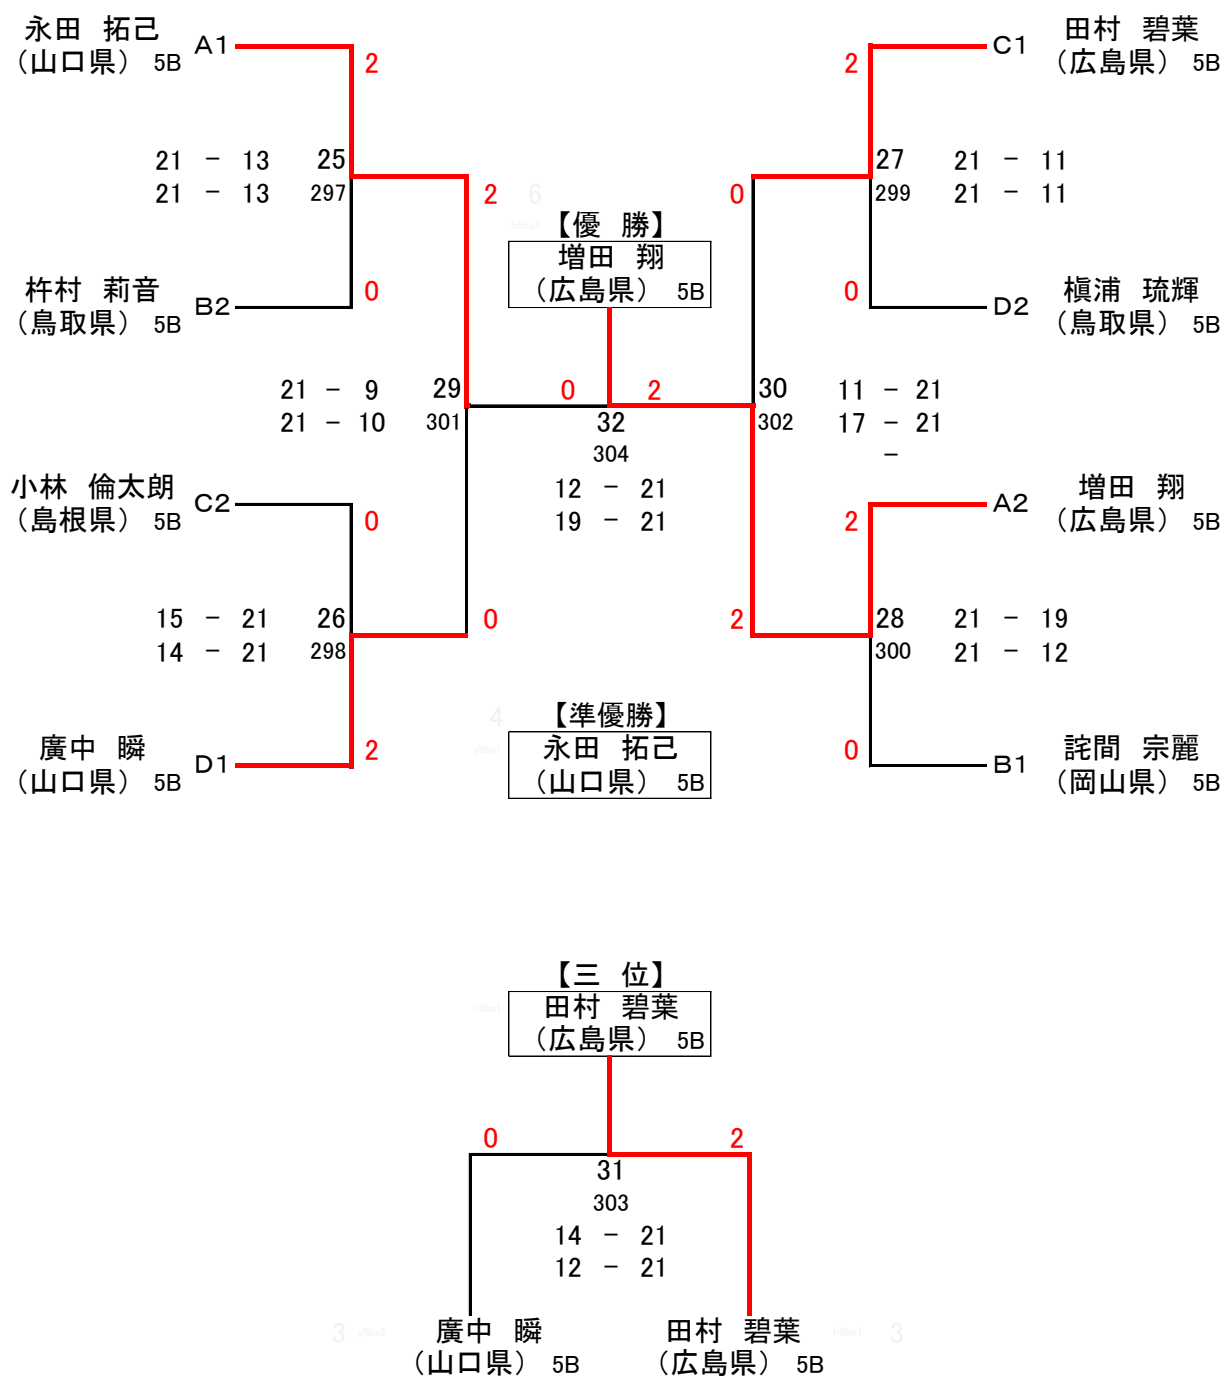 永田　拓己
（山口県） 5B
A1
2
21 － 13
21 － 13
25
297
杵村　莉音
（鳥取県） 5B
B2
0
2
21 － 9
21 － 10
29
301
小林　倫太朗
（島根県） 5B
C2
0
15 － 21
14 － 21
26
298
0
廣中　瞬
（山口県） 5B
D1
2
6
h5bs2
【優　勝】
増田　翔
（広島県） 5B
0
2
32
304
12 － 21
19 － 21
4
y5bs1
【準優勝】
永田　拓己
（山口県） 5B
田村　碧葉
（広島県） 5B
C1
2
27
299
21 － 11
21 － 11
0
槇浦　琉輝
（鳥取県） 5B
D2
0
30
302
11 － 21
17 － 21
－
増田　翔
（広島県） 5B
A2
2
28
300
21 － 19
21 － 12
2
詫間　宗麗
（岡山県） 5B
B1
0
【三　位】
h5bs1
田村　碧葉
（広島県） 5B
0
2
31
303
14 － 21
12 － 21
3
y5bs2
廣中　瞬
（山口県） 5B
田村　碧葉
（広島県） 5B
h5bs1
3